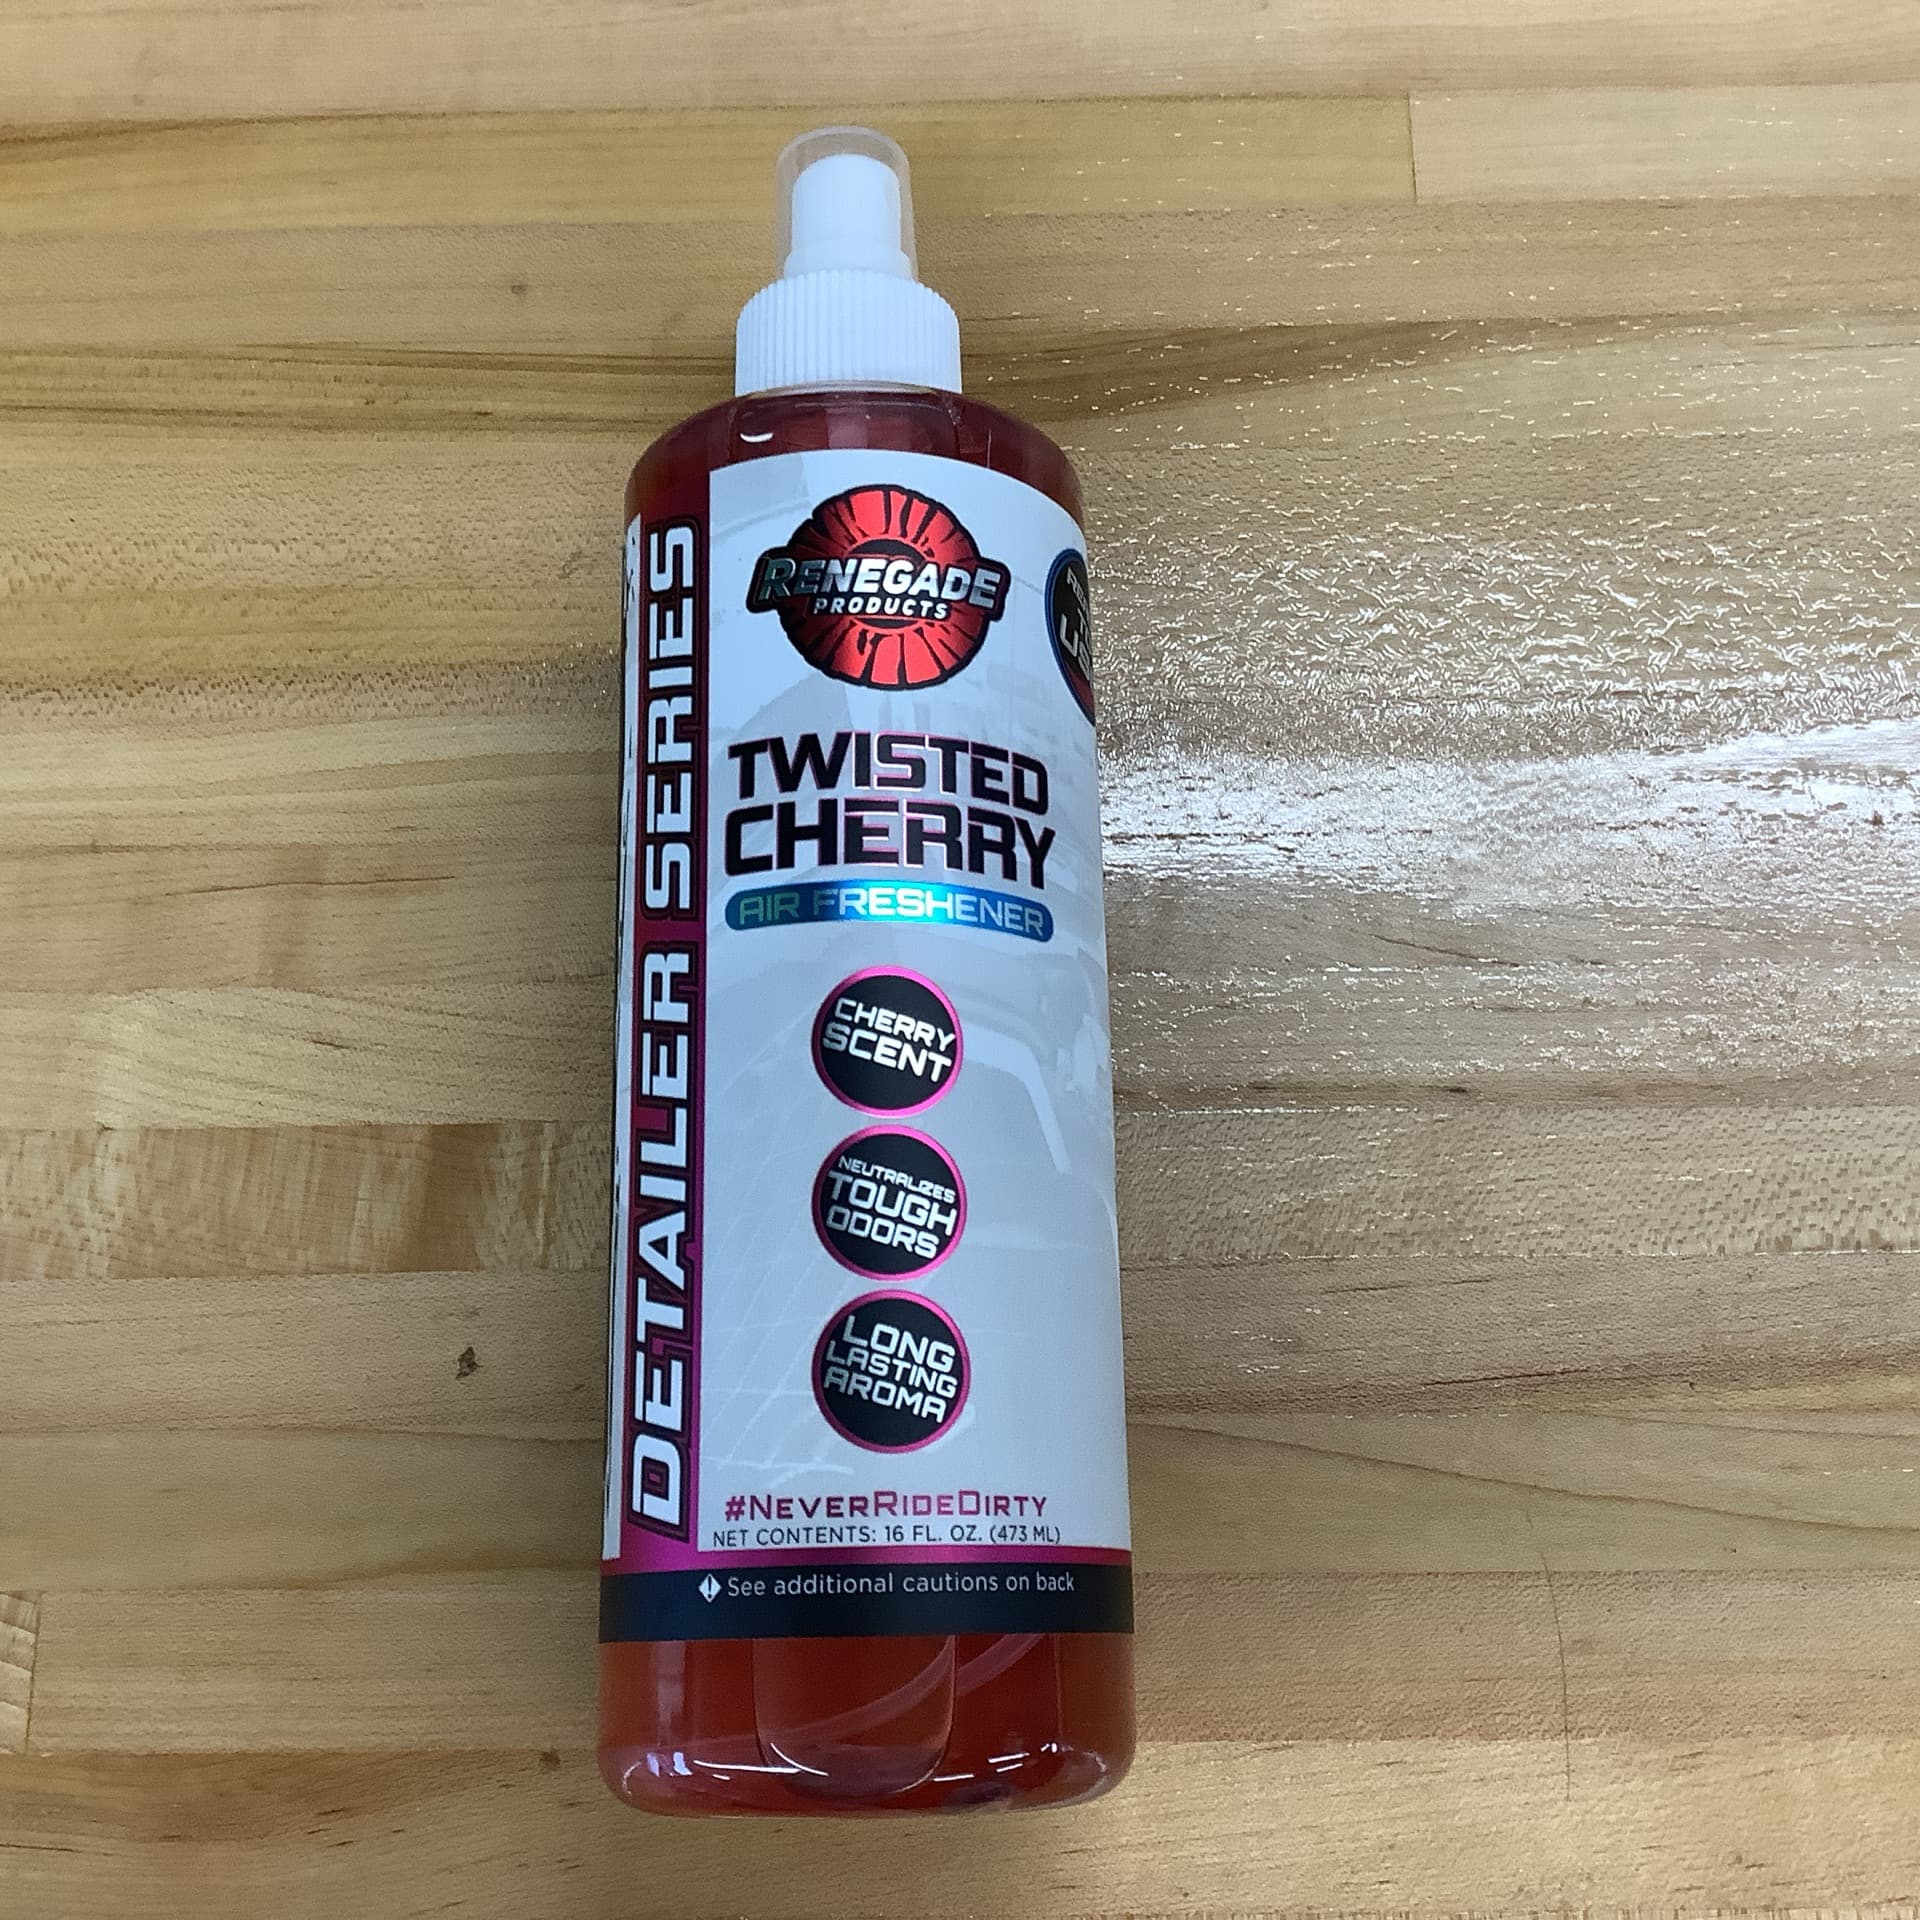 RENEGADE
PRODUCTS
DETAILER SERIES
TWISTED
CHERRY
AIR FRESHENER
CHERRY
SCENT
NEUTRALIZES
TOUGH
ODORS
LONG
LASTING
AROMA
#NEVERRIDEDIRTY
NET CONTENTS: 16 FL. OZ. (473 ML)
See additional cautions on back